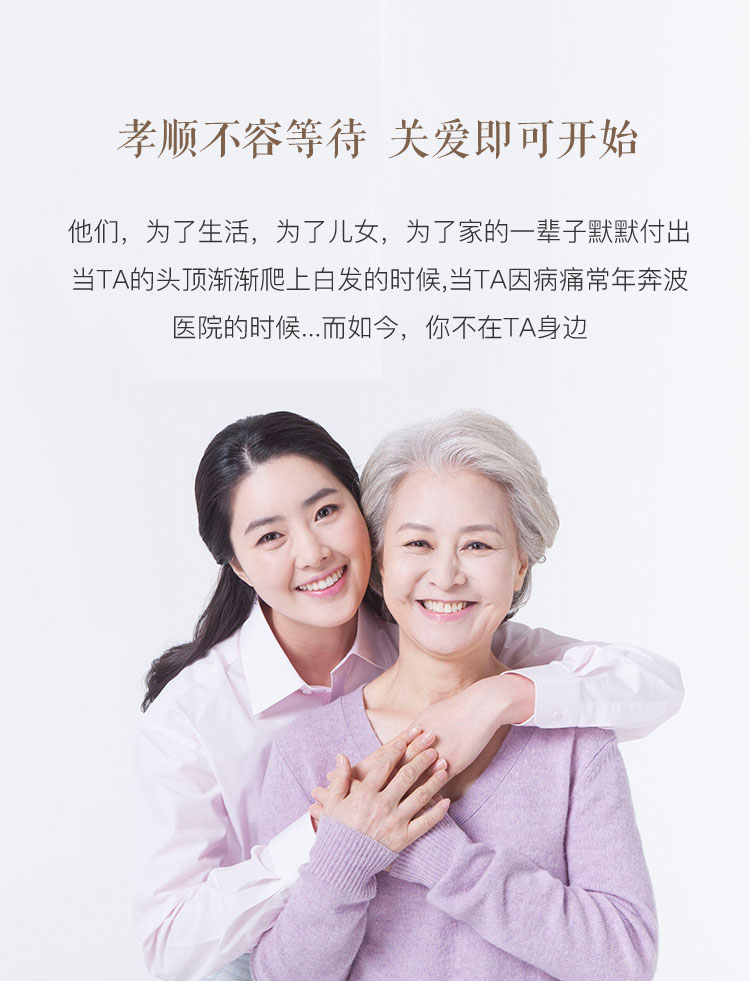 孝顺不容等待 关爱即可开始
他们，为了生活，为了儿女，为了家的一辈子默默付出
当TA的头顶渐渐爬上白发的时候,当TA因病痛常年奔波
医院的时候...而如今，你不在TA身边